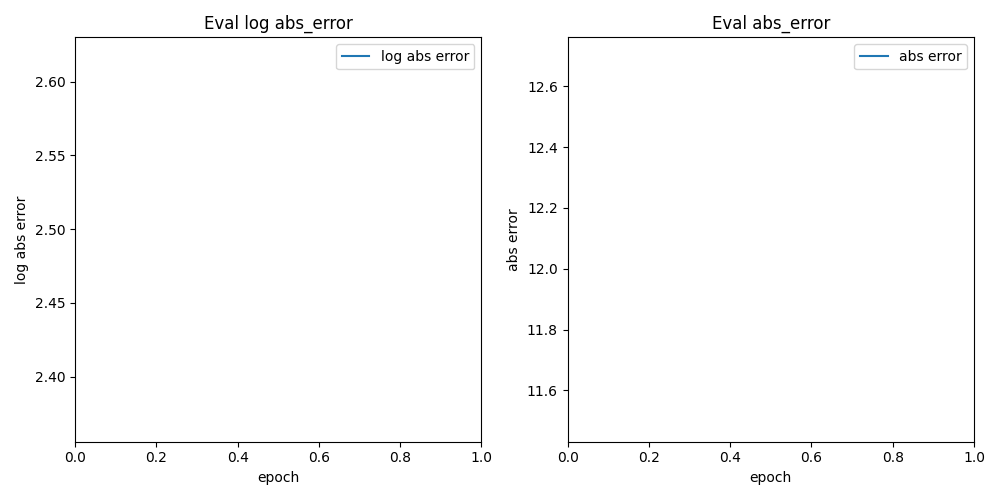 Eval log abs_error
log abs error
2.60
2.55
2.50
2.45
2.40
log abs error
0.0 0.2 0.4 0.6 0.8 1.0
epoch
Eval abs_error
abs error
12.6
12.4
12.2
12.0
11.8
11.6
abs error
0.0 0.2 0.4 0.6 0.8 1.0
epoch